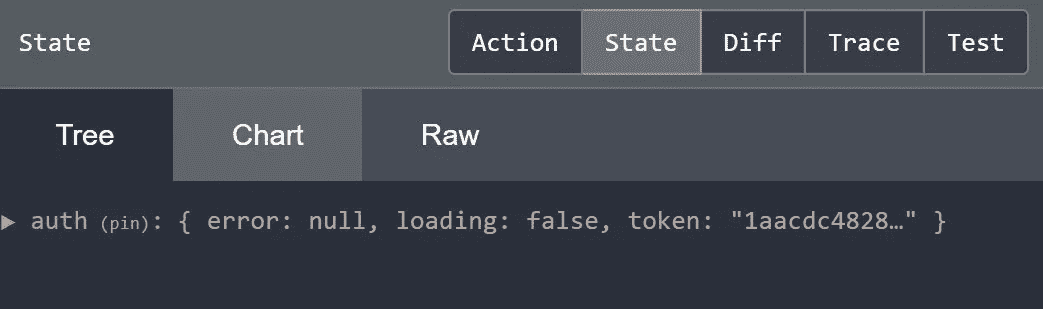 State Action State Diff Trace Test
Tree Chart Raw
▶ auth (pin): { error: null, loading: false, token: "1aacdc4828…" }